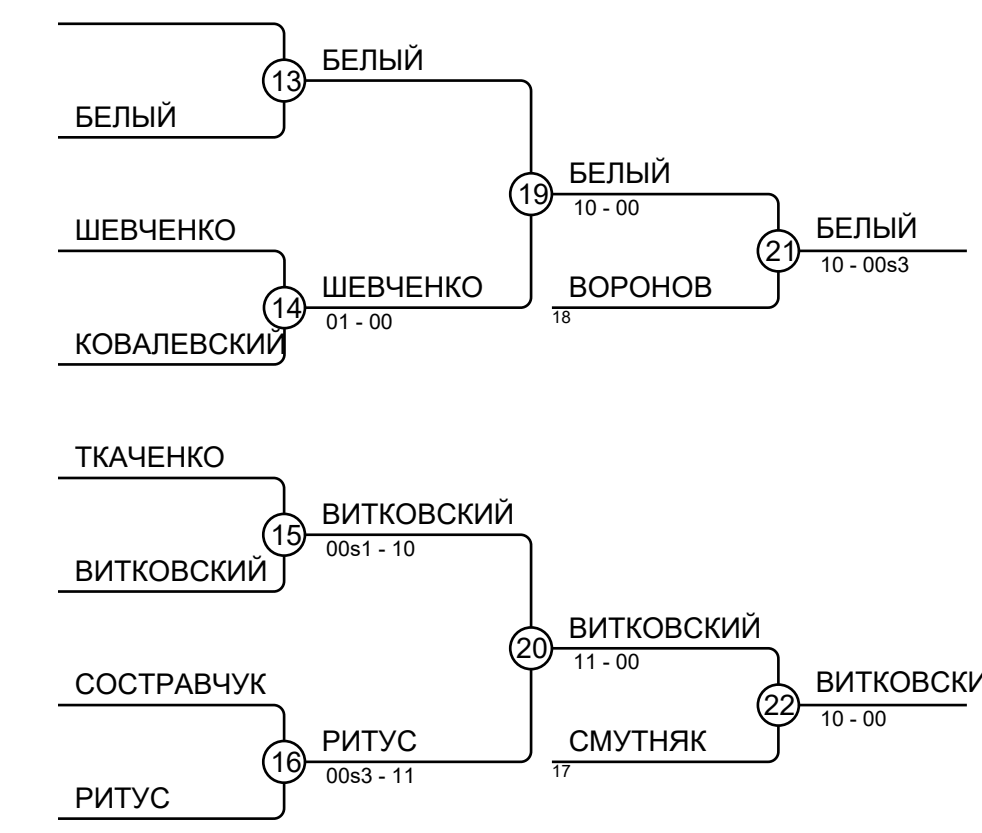 БЕЛЫЙ
13
БЕЛЫЙ
БЕЛЫЙ
19
10 - 00
ШЕВЧЕНКО
БЕЛЫЙ
21
10 - 00s3
ШЕВЧЕНКО
ВОРОНОВ
14
01 - 00
18
КОВАЛЕВСКИЙ
ТКАЧЕНКО
ВИТКОВСКИЙ
15
00s1 - 10
ВИТКОВСКИЙ
ВИТКОВСКИЙ
20
11 - 00
СОСТРАВЧУК
ВИТКОВСКИ
22
10 - 00
РИТУС
СМУТНЯК
16
00s3 - 11
17
РИТУС